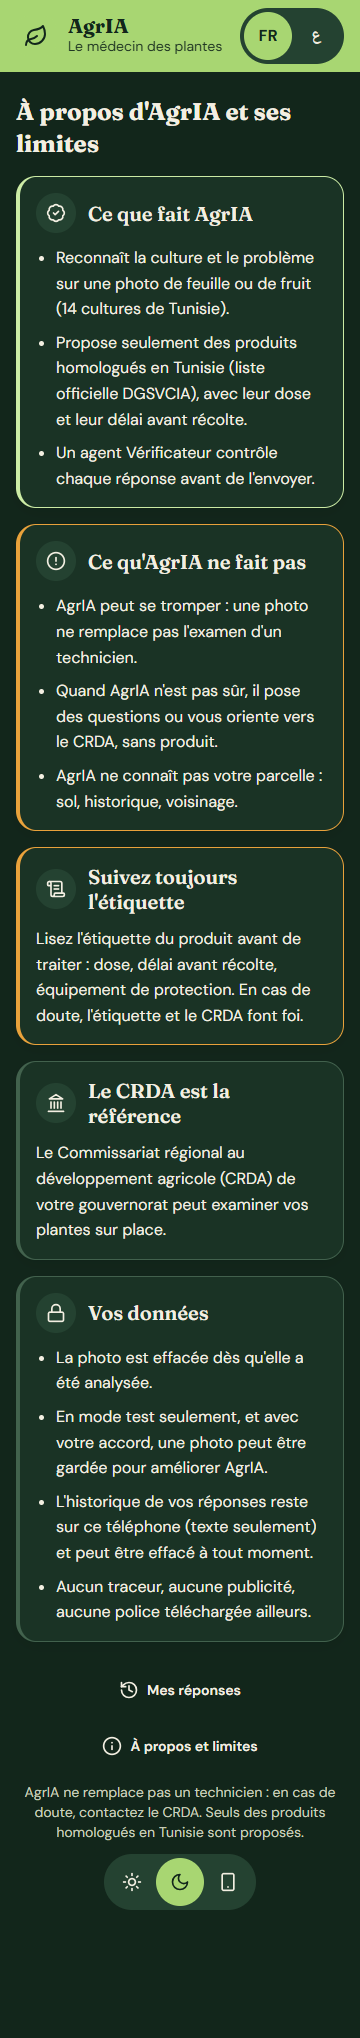 AgrIA
Le médecin des plantes
FR
ع
À propos d'AgrIA et ses
limites
Ce que fait AgrIA
• Reconnaît la culture et le problème
sur une photo de feuille ou de fruit
(14 cultures de Tunisie).
• Propose seulement des produits
homologués en Tunisie (liste
officielle DGSVCIA), avec leur dose
et leur délai avant récolte.
• Un agent Vérificateur contrôle
chaque réponse avant de l'envoyer.
Ce qu'AgrIA ne fait pas
• AgrIA peut se tromper : une photo
ne remplace pas l'examen d'un
technicien.
• Quand AgrIA n'est pas sûr, il pose
des questions ou vous oriente vers
le CRDA, sans produit.
• AgrIA ne connaît pas votre parcelle :
sol, historique, voisinage.
Suivez toujours
l'étiquette
Lisez l'étiquette du produit avant de
traiter : dose, délai avant récolte,
équipement de protection. En cas de
doute, l'étiquette et le CRDA font foi.
Le CRDA est la
référence
Le Commissariat régional au
développement agricole (CRDA) de
votre gouvernorat peut examiner vos
plantes sur place.
Vos données
• La photo est effacée dès qu'elle a
été analysée.
• En mode test seulement, et avec
votre accord, une photo peut être
gardée pour améliorer AgrIA.
• L'historique de vos réponses reste
sur ce téléphone (texte seulement)
et peut être effacé à tout moment.
• Aucun traceur, aucune publicité,
aucune police téléchargée ailleurs.
Mes réponses
À propos et limites
AgrIA ne remplace pas un technicien : en cas de
doute, contactez le CRDA. Seuls des produits
homologués en Tunisie sont proposés.